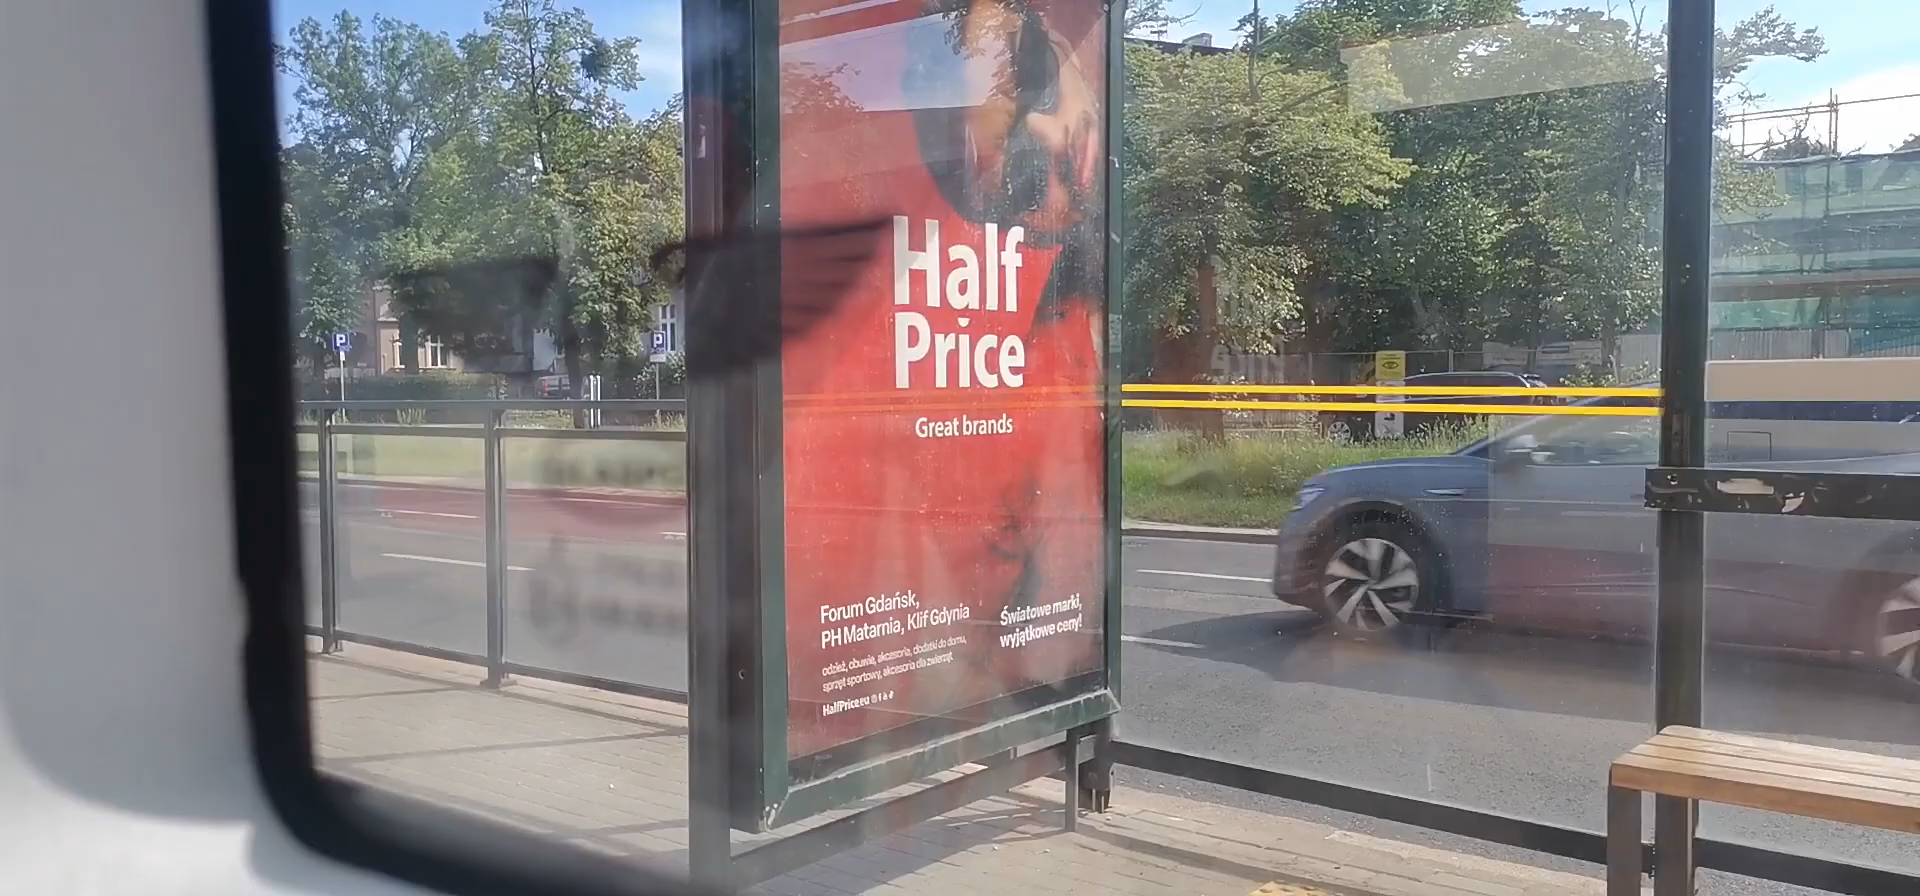 P
P
Half
Price
Great brands
Forum Gdańsk,
PH Matarnia, Klif Gdynia
odzież, obuwie, akcesoria, dodatki do domu,
sprzęt sportowy, akcesoria dla zwierząt
HalfPrice.eu
Światowe marki,
wyjątkowe ceny!